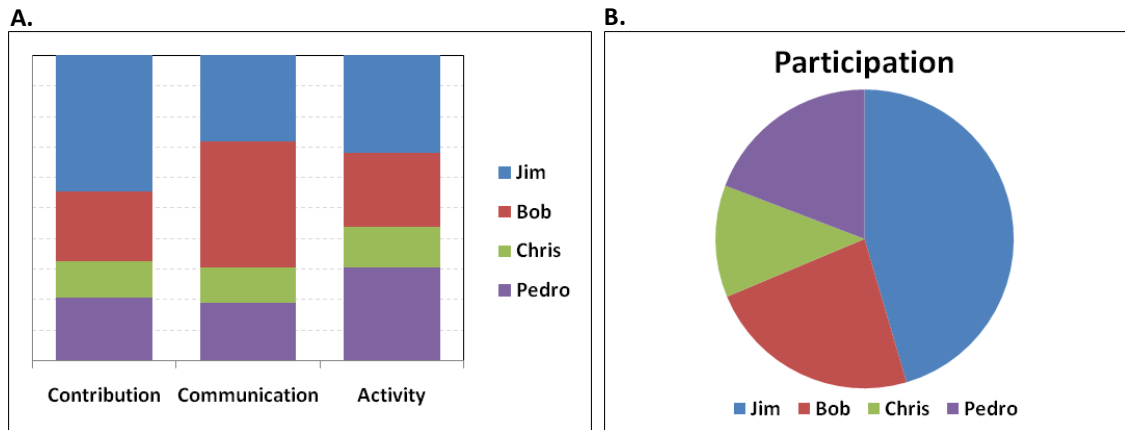 A.
Jim
Bob
Chris
Pedro
Contribution Communication Activity
B.
Participation
Jim Bob Chris Pedro